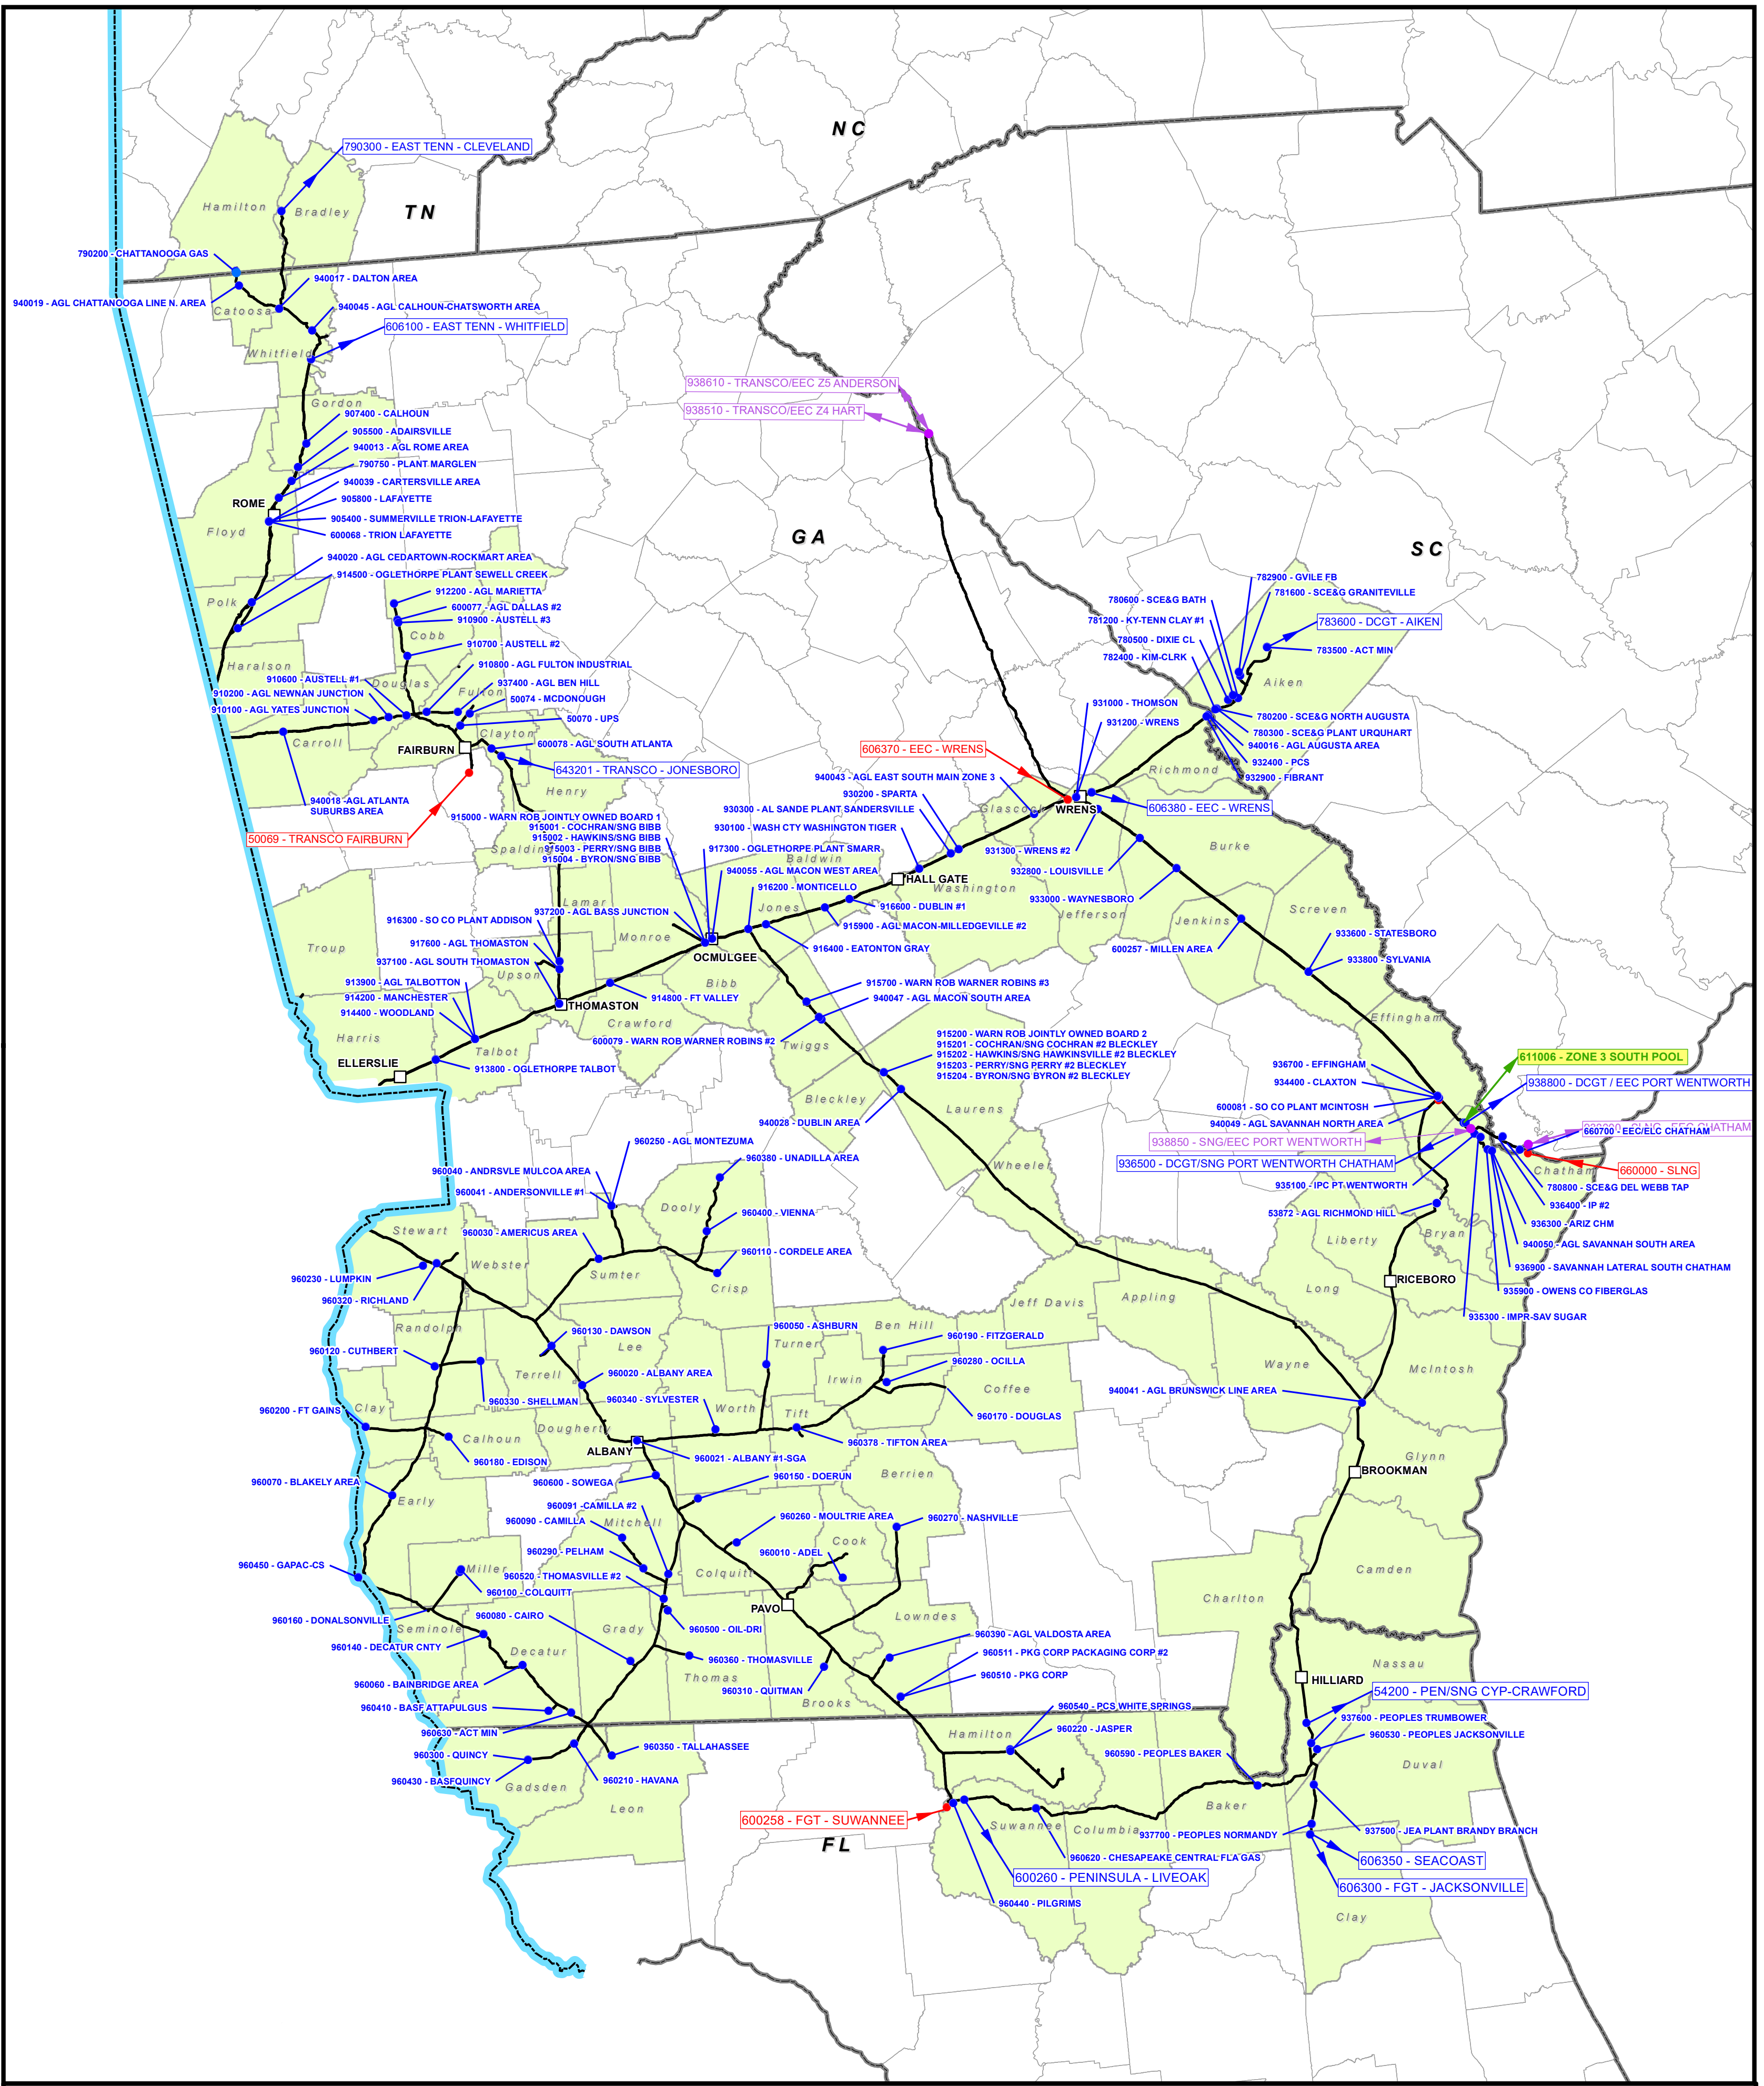 N C
790300 - EAST TENN - CLEVELAND
Hamilton
Bradley
T N
790200 - CHATTANOOGA GAS
940017 - DALTON AREA
940019 - AGL CHATTANOOGA LINE N. AREA
940045 - AGL CALHOUN-CHATSWORTH AREA
Catoosa
606100 - EAST TENN - WHITFIELD
Whitfield
938610 - TRANSCO/EEC Z5 ANDERSON
938510 - TRANSCO/EEC Z4 HART
Gordon
907400 - CALHOUN
905500 - ADAIRSVILLE
940013 - AGL ROME AREA
790750 - PLANT MARGLEN
940039 - CARTERSVILLE AREA
905800 - LAFAYETTE
ROME
905400 - SUMMERVILLE TRION-LAFAYETTE
Floyd
600068 - TRION LAFAYETTE
G A
S C
940020 - AGL CEDARTOWN-ROCKMART AREA
914500 - OGLETHORPE PLANT SEWELL CREEK
782900 - GVILE FB
781600 - SCE&G GRANITEVILLE
912200 - AGL MARIETTA
780600 - SCE&G BATH
Polk
600077 - AGL DALLAS #2
910900 - AUSTELL #3
781200 - KY-TENN CLAY #1
783600 - DCGT - AIKEN
Cobb
910700 - AUSTELL #2
780500 - DIXIE CL
783500 - ACT MIN
782400 - KIM-CLRK
Haralson
910800 - AGL FULTON INDUSTRIAL
910600 - AUSTELL #1
Douglas
937400 - AGL BEN HILL
Aiken
910200 - AGL NEWNAN JUNCTION
Fulton
50074 - MCDONOUGH
910100 - AGL YATES JUNCTION
50070 - UPS
931000 - THOMSON
780200 - SCE&G NORTH AUGUSTA
931200 - WRENS
780300 - SCE&G PLANT URQUHART
Carroll
Clayton
FAIRBURN
600078 - AGL SOUTH ATLANTA
606370 - EEC - WRENS
940016 - AGL AUGUSTA AREA
932400 - PCS
643201 - TRANSCO - JONESBORO
Richmond
932900 - FIBRANT
940043 - AGL EAST SOUTH MAIN ZONE 3
Henry
930200 - SPARTA
940018 -AGL ATLANTA
SUBURBS AREA
930300 - AL SANDE PLANT SANDERSVILLE
Glascock
WRENS
606380 - EEC - WRENS
915000 - WARN ROB JOINTLY OWNED BOARD 1
915001 - COCHRAN/SNG BIBB
915002 - HAWKINS/SNG BIBB
915003 - PERRY/SNG BIBB
915004 - BYRON/SNG BIBB
930100 - WASH CTY WASHINGTON TIGER
50069 - TRANSCO FAIRBURN
Spalding
917300 - OGLETHORPE PLANT SMARR
Baldwin
931300 - WRENS #2
Burke
940055 - AGL MACON WEST AREA
932800 - LOUISVILLE
HALL GATE
916200 - MONTICELLO
Washington
933000 - WAYNESBORO
Lamar
Jones
916600 - DUBLIN #1
937200 - AGL BASS JUNCTION
Jefferson
Screven
916300 - SO CO PLANT ADDISON
915900 - AGL MACON-MILLEDGEVILLE #2
Jenkins
933600 - STATESBORO
Monroe
917600 - AGL THOMASTON
916400 - EATONTON GRAY
600257 - MILLEN AREA
Troup
OCMULGEE
933800 - SYLVANIA
937100 - AGL SOUTH THOMASTON
Upson
Bibb
913900 - AGL TALBOTTON
915700 - WARN ROB WARNER ROBINS #3
914200 - MANCHESTER
914800 - FT VALLEY
940047 - AGL MACON SOUTH AREA
THOMASTON
914400 - WOODLAND
Crawford
Effingham
Harris
915200 - WARN ROB JOINTLY OWNED BOARD 2
915201 - COCHRAN/SNG COCHRAN #2 BLECKLEY
915202 - HAWKINS/SNG HAWKINSVILLE #2 BLECKLEY
915203 - PERRY/SNG PERRY #2 BLECKLEY
915204 - BYRON/SNG BYRON #2 BLECKLEY
600079 - WARN ROB WARNER ROBINS #2
Twiggs
Talbot
ELLERSLIE
611006 - ZONE 3 SOUTH POOL
936700 - EFFINGHAM
913800 - OGLETHORPE TALBOT
934400 - CLAXTON
938800 - DCGT / EEC PORT WENTWORTH
Bleckley
Laurens
600081 - SO CO PLANT MCINTOSH
940028 - DUBLIN AREA
940049 - AGL SAVANNAH NORTH AREA
660700 - EEC/ELC CHATHAM
960250 - AGL MONTEZUMA
938850 - SNG/EEC PORT WENTWORTH
960380 - UNADILLA AREA
Wheeler
936500 - DCGT/SNG PORT WENTWORTH CHATHAM
Chatham
660000 - SLNG
960040 - ANDRSVLE MULCOA AREA
935100 - IPC PT WENTWORTH
780800 - SCE&G DEL WEBB TAP
960041 - ANDERSONVILLE #1
Dooly
936400 - IP #2
960400 - VIENNA
53872 - AGL RICHMOND HILL
936300 - ARIZ CHM
Stewart
960030 - AMERICUS AREA
Bryan
940050 - AGL SAVANNAH SOUTH AREA
Liberty
960110 - CORDELE AREA
Webster
936900 - SAVANNAH LATERAL SOUTH CHATHAM
960230 - LUMPKIN
Sumter
RICEBORO
Crisp
Long
935900 - OWENS CO FIBERGLAS
960320 - RICHLAND
Appling
Jeff Davis
935300 - IMPR-SAV SUGAR
Randolph
960050 - ASHBURN
Ben Hill
960130 - DAWSON
960190 - FITZGERALD
Turner
Lee
960120 - CUTHBERT
960280 - OCILLA
Wayne
McIntosh
Terrell
960020 - ALBANY AREA
Irwin
Coffee
940041 - AGL BRUNSWICK LINE AREA
960330 - SHELLMAN
960340 - SYLVESTER
960200 - FT GAINS
Clay
Worth
Tift
960170 - DOUGLAS
Dougherty
Calhoun
960378 - TIFTON AREA
ALBANY
Glynn
960180 - EDISON
960021 - ALBANY #1-SGA
BROOKMAN
960070 - BLAKELY AREA
960600 - SOWEGA
960150 - DOERUN
Berrien
Early
960091 -CAMILLA #2
960090 - CAMILLA
Mitchell
960260 - MOULTRIE AREA
960270 - NASHVILLE
Cook
960290 - PELHAM
960010 - ADEL
960450 - GAPAC-CS
Miller
960520 - THOMASVILLE #2
Colquitt
Camden
960100 - COLQUITT
Charlton
960160 - DONALSONVILLE
960080 - CAIRO
PAVO
Lowndes
Seminole
Grady
960500 - OIL-DRI
960140 - DECATUR CNTY
Decatur
960390 - AGL VALDOSTA AREA
960360 - THOMASVILLE
960511 - PKG CORP PACKAGING CORP #2
Nassau
960060 - BAINBRIDGE AREA
Thomas
960510 - PKG CORP
HILLIARD
960310 - QUITMAN
54200 - PEN/SNG CYP-CRAWFORD
960410 - BASF ATTAPULGUS
Brooks
960540 - PCS WHITE SPRINGS
937600 - PEOPLES TRUMBOWER
960630 - ACT MIN
Hamilton
960220 - JASPER
960530 - PEOPLES JACKSONVILLE
960300 - QUINCY
960350 - TALLAHASSEE
960590 - PEOPLES BAKER
Duval
960430 - BASFQUINCY
960210 - HAVANA
Gadsden
Leon
Baker
600258 - FGT - SUWANNEE
Suwannee
Columbia
937700 - PEOPLES NORMANDY
937500 - JEA PLANT BRANDY BRANCH
F L
960620 - CHESAPEAKE CENTRAL FLA GAS
606350 - SEACOAST
600260 - PENINSULA - LIVEOAK
606300 - FGT - JACKSONVILLE
960440 - PILGRIMS
Clay